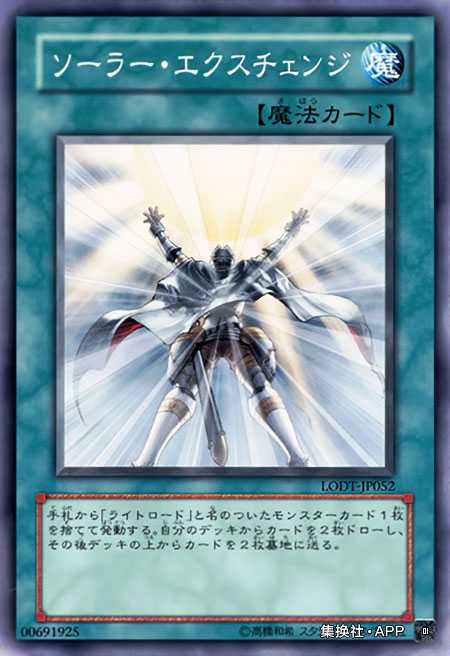 ソーラー・エクスチェンジ 魔
【魔法カード】
LODT-JP052
手札から「ライトロード」と名のついたモンスターカード1枚
を捨てて発動する。自分のデッキからカードを2枚ドローし、
その後デッキの上からカードを2枚墓地に送る。
00691925 ©高橋和希 スタ 集換社・APP